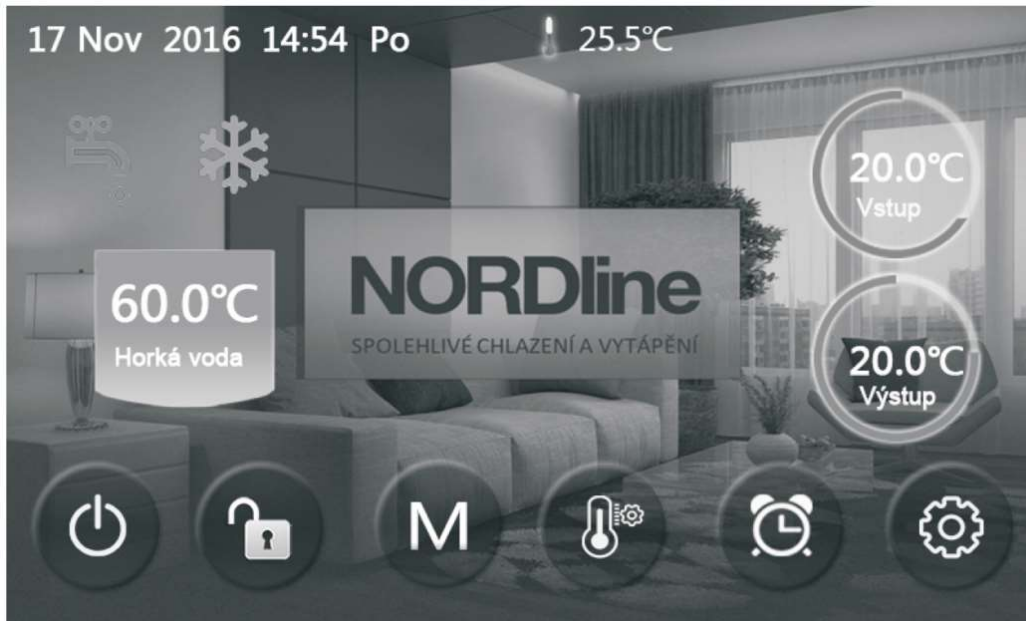 17 Nov 2016 14:54 Po
25.5℃
20.0℃
Vstup
NORDline
SPOLEHLIVÉ CHLAZENÍ A VYTÁPĚNÍ
60.0℃
Horká voda
20.0℃
Výstup
M